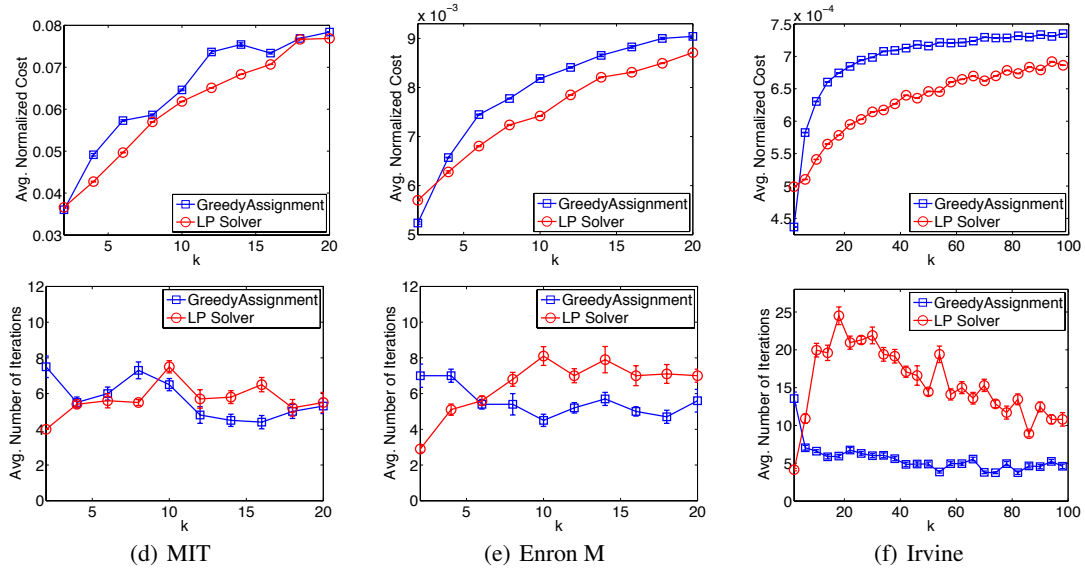 0.08
0.07
0.06
0.05
0.04
0.03
Avg. Normalized Cost
5
10
15
20
k
GreedyAssignment
LP Solver
x 10⁻³
9
8
7
6
5
Avg. Normalized Cost
5
10
15
20
k
GreedyAssignment
LP Solver
x 10⁻⁴
7.5
7
6.5
6
5.5
5
4.5
Avg. Normalized Cost
20
40
60
80
100
k
GreedyAssignment
LP Solver
12
10
8
6
4
2
0
Avg. Number of Iterations
5
10
15
20
k
GreedyAssignment
LP Solver
12
10
8
6
4
2
0
Avg. Number of Iterations
5
10
15
20
k
GreedyAssignment
LP Solver
25
20
15
10
5
0
Avg. Number of Iterations
20
40
60
80
100
k
GreedyAssignment
LP Solver
(d) MIT
(e) Enron M
(f) Irvine